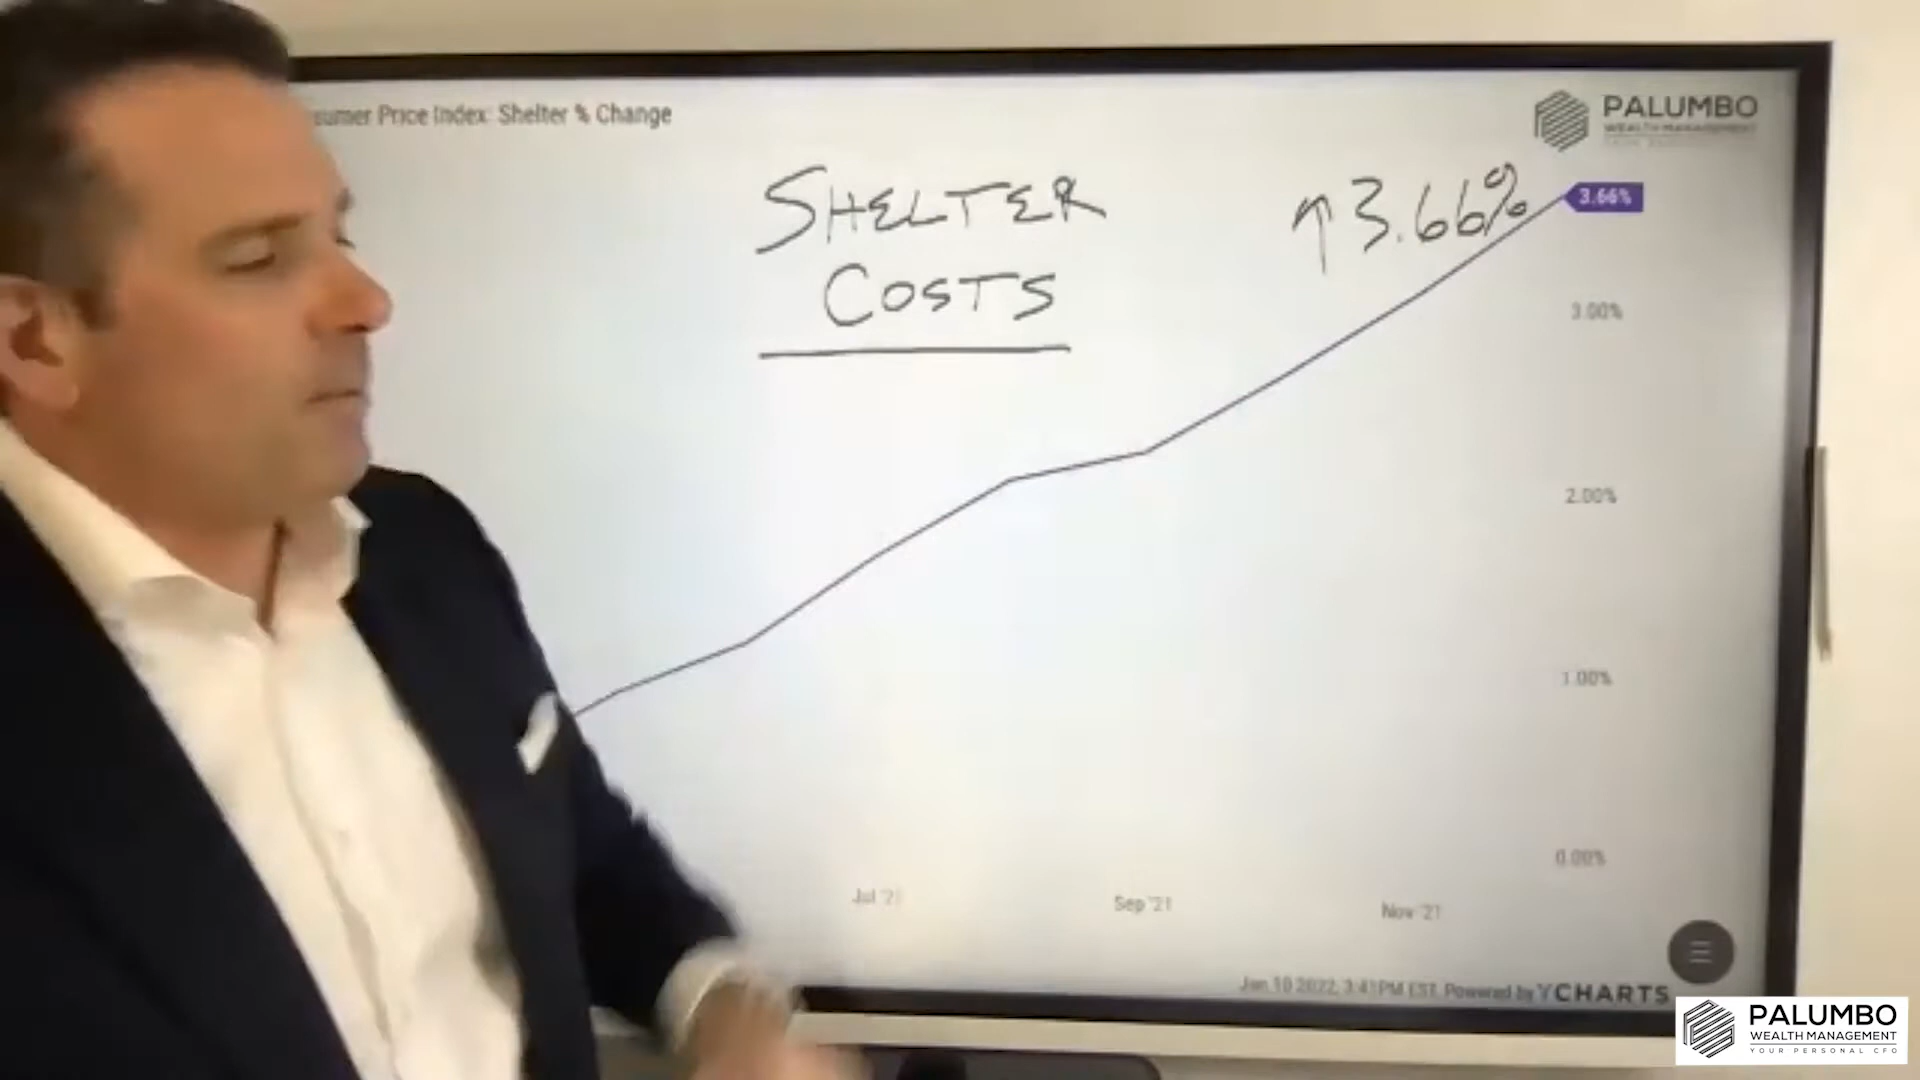 sumer Price Index: Shelter % Change
PALUMBO
WEALTH MANAGEMENT
SHELTER
COSTS
↑3.66%
3.66%
3.00%
2.00%
1.00%
0.00%
Jul '21
Sep '21
Nov '21
Jan 10 2022, 3:41PM EST. Powered by YCHARTS
PALUMBO
WEALTH MANAGEMENT
YOUR PERSONAL CFO